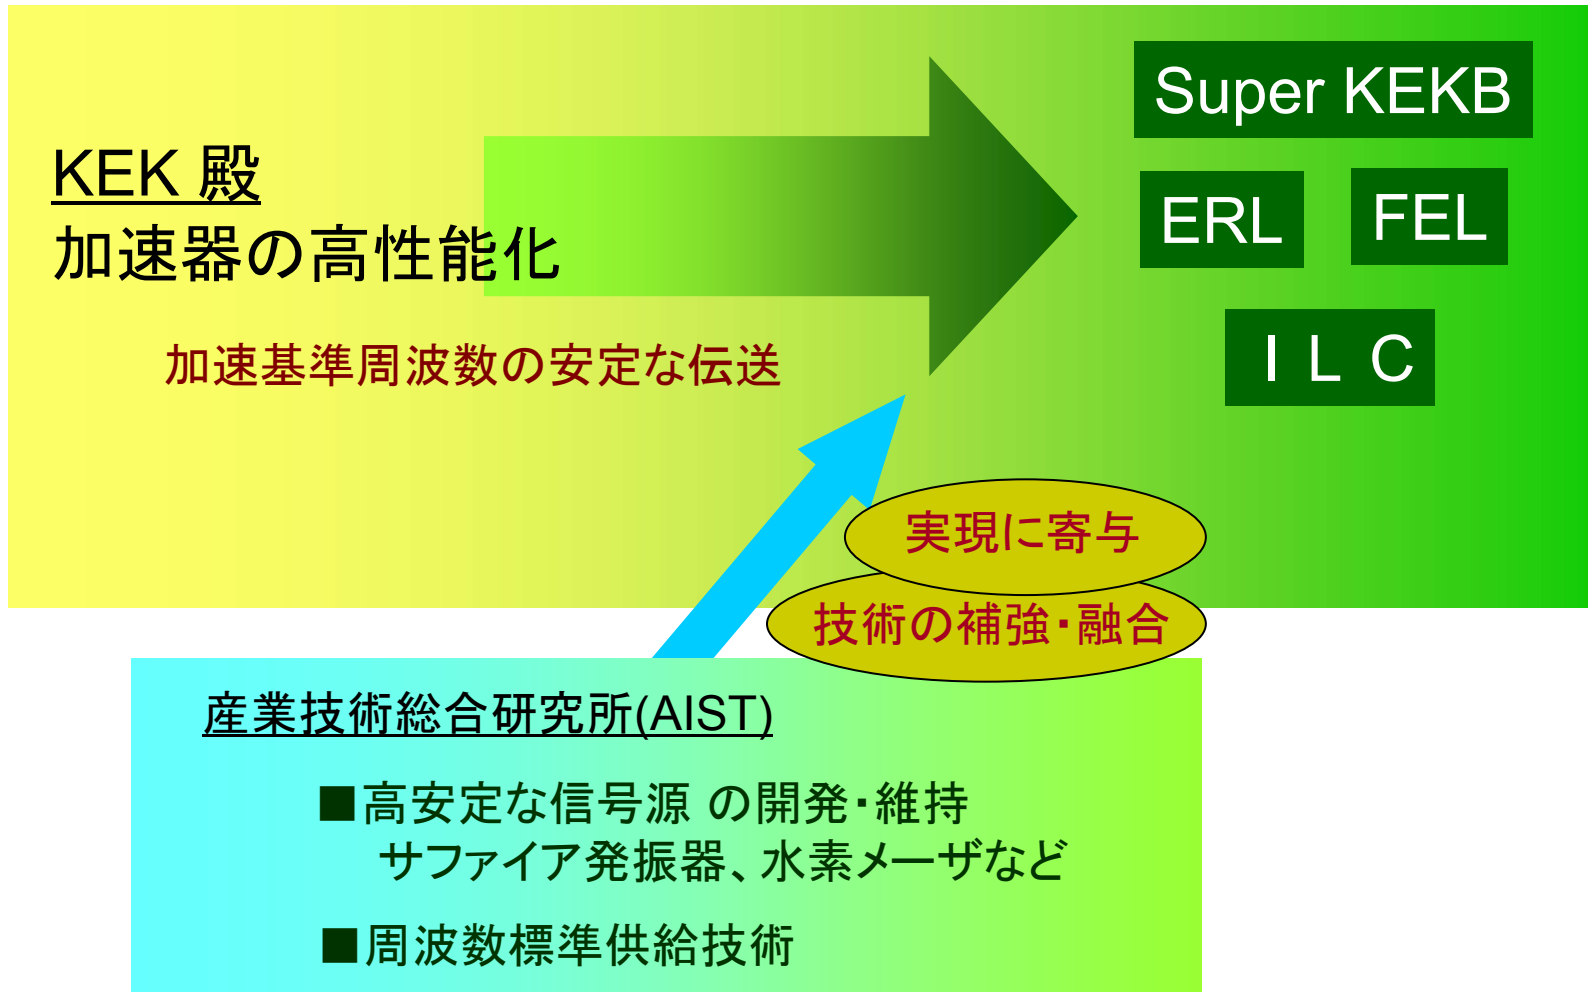 Super KEKB
KEK 殿
ERL
FEL
加速器の高性能化
ＩＬＣ
加速基準周波数の安定な伝送
実現に寄与
技術の補強・融合
産業技術総合研究所(AIST)
■高安定な信号源 の開発・維持
サファイア発振器、水素メーザなど
■周波数標準供給技術